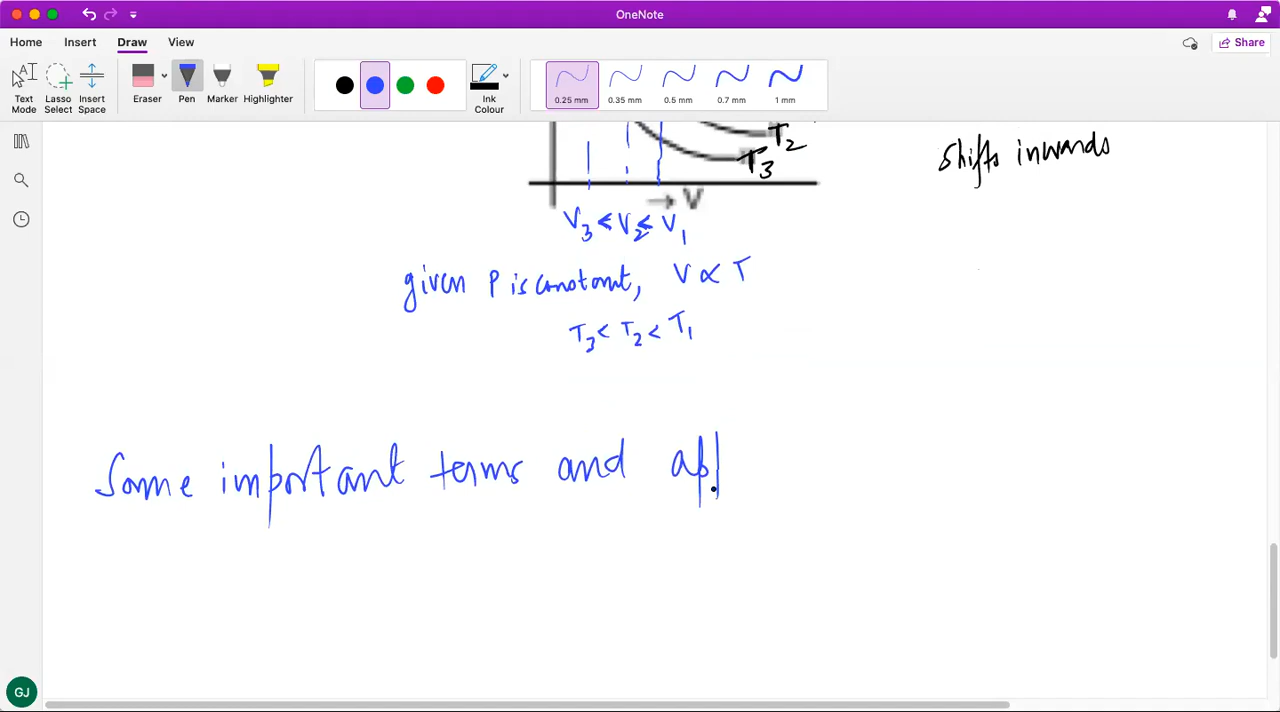 OneNote
Home Insert Draw View
Share
Text Mode
Lasso Select
Insert Space
Eraser
Pen
Marker
Highlighter
Ink Colour
0.25 mm
0.35 mm
0.5 mm
0.7 mm
1 mm
T2
T3
shifts inwards
→ V
V3 < V2 < V1
given P is constant, V ∝ T
T3 < T2 < T1
Some important terms and apl
GJ